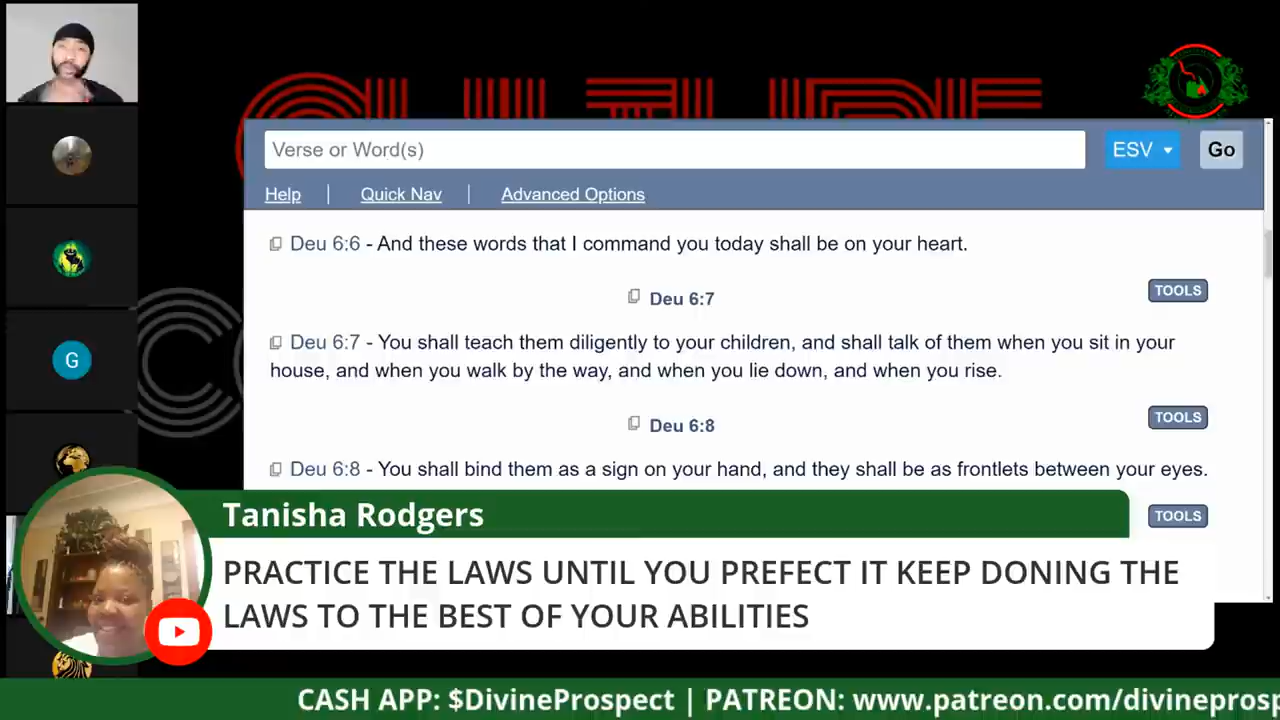 CULTURE
Verse or Word(s)
ESV
Go
Help | Quick Nav | Advanced Options
Deu 6:6 - And these words that I command you today shall be on your heart.
Deu 6:7
TOOLS
Deu 6:7 - You shall teach them diligently to your children, and shall talk of them when you sit in your
house, and when you walk by the way, and when you lie down, and when you rise.
Deu 6:8
TOOLS
Deu 6:8 - You shall bind them as a sign on your hand, and they shall be as frontlets between your eyes.
TOOLS
G
Tanisha Rodgers
PRACTICE THE LAWS UNTIL YOU PREFECT IT KEEP DONING THE
LAWS TO THE BEST OF YOUR ABILITIES
CASH APP: $DivineProspect | PATREON: www.patreon.com/divineprosp